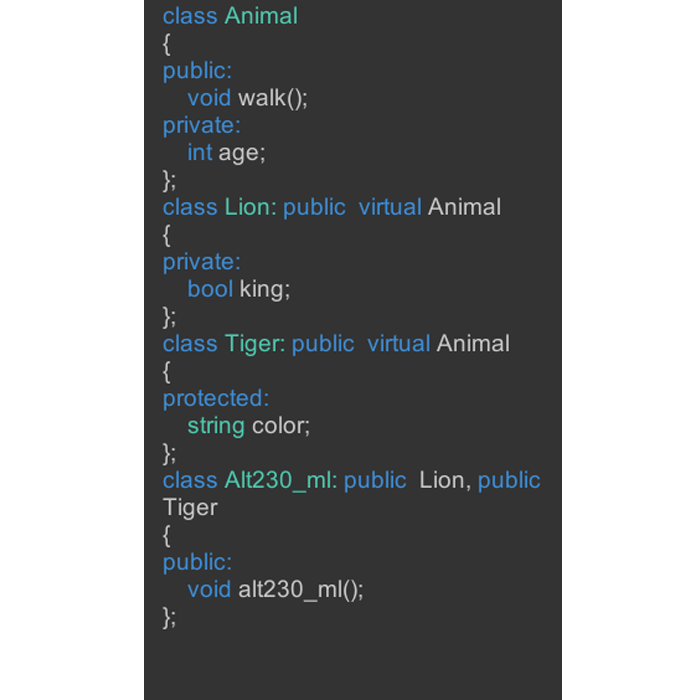 class Animal
{
public:
    void walk();
private:
    int age;
};
class Lion: public  virtual Animal
{
private:
    bool king;
};
class Tiger: public  virtual Animal
{
protected:
    string color;
};
class Alt230_ml: public  Lion, public
Tiger
{
public:
    void alt230_ml();
};